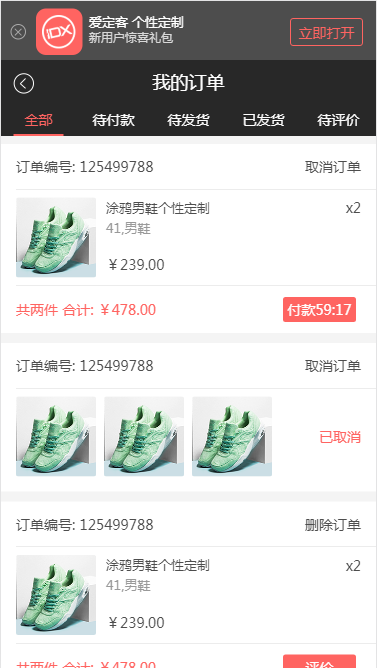 IDX
爱定客 个性定制
新用户惊喜礼包
立即打开
我的订单
全部 待付款 待发货 已发货 待评价
订单编号: 125499788 取消订单
涂鸦男鞋个性定制 x2
41,男鞋
￥239.00
共两件 合计: ￥478.00 付款59:17
订单编号: 125499788 取消订单
已取消
订单编号: 125499788 删除订单
涂鸦男鞋个性定制 x2
41,男鞋
￥239.00
共两件 合计: ￥478.00 评价